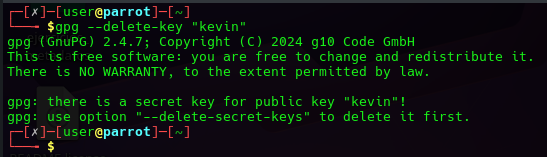 ┌─[✗]─[user@parrot]─[~]
└──╼ $gpg --delete-key "kevin"
gpg (GnuPG) 2.4.7; Copyright (C) 2024 g10 Code GmbH
This is free software: you are free to change and redistribute it.
There is NO WARRANTY, to the extent permitted by law.

gpg: there is a secret key for public key "kevin"!
gpg: use option "--delete-secret-keys" to delete it first.
┌─[✗]─[user@parrot]─[~]
└──╼ $